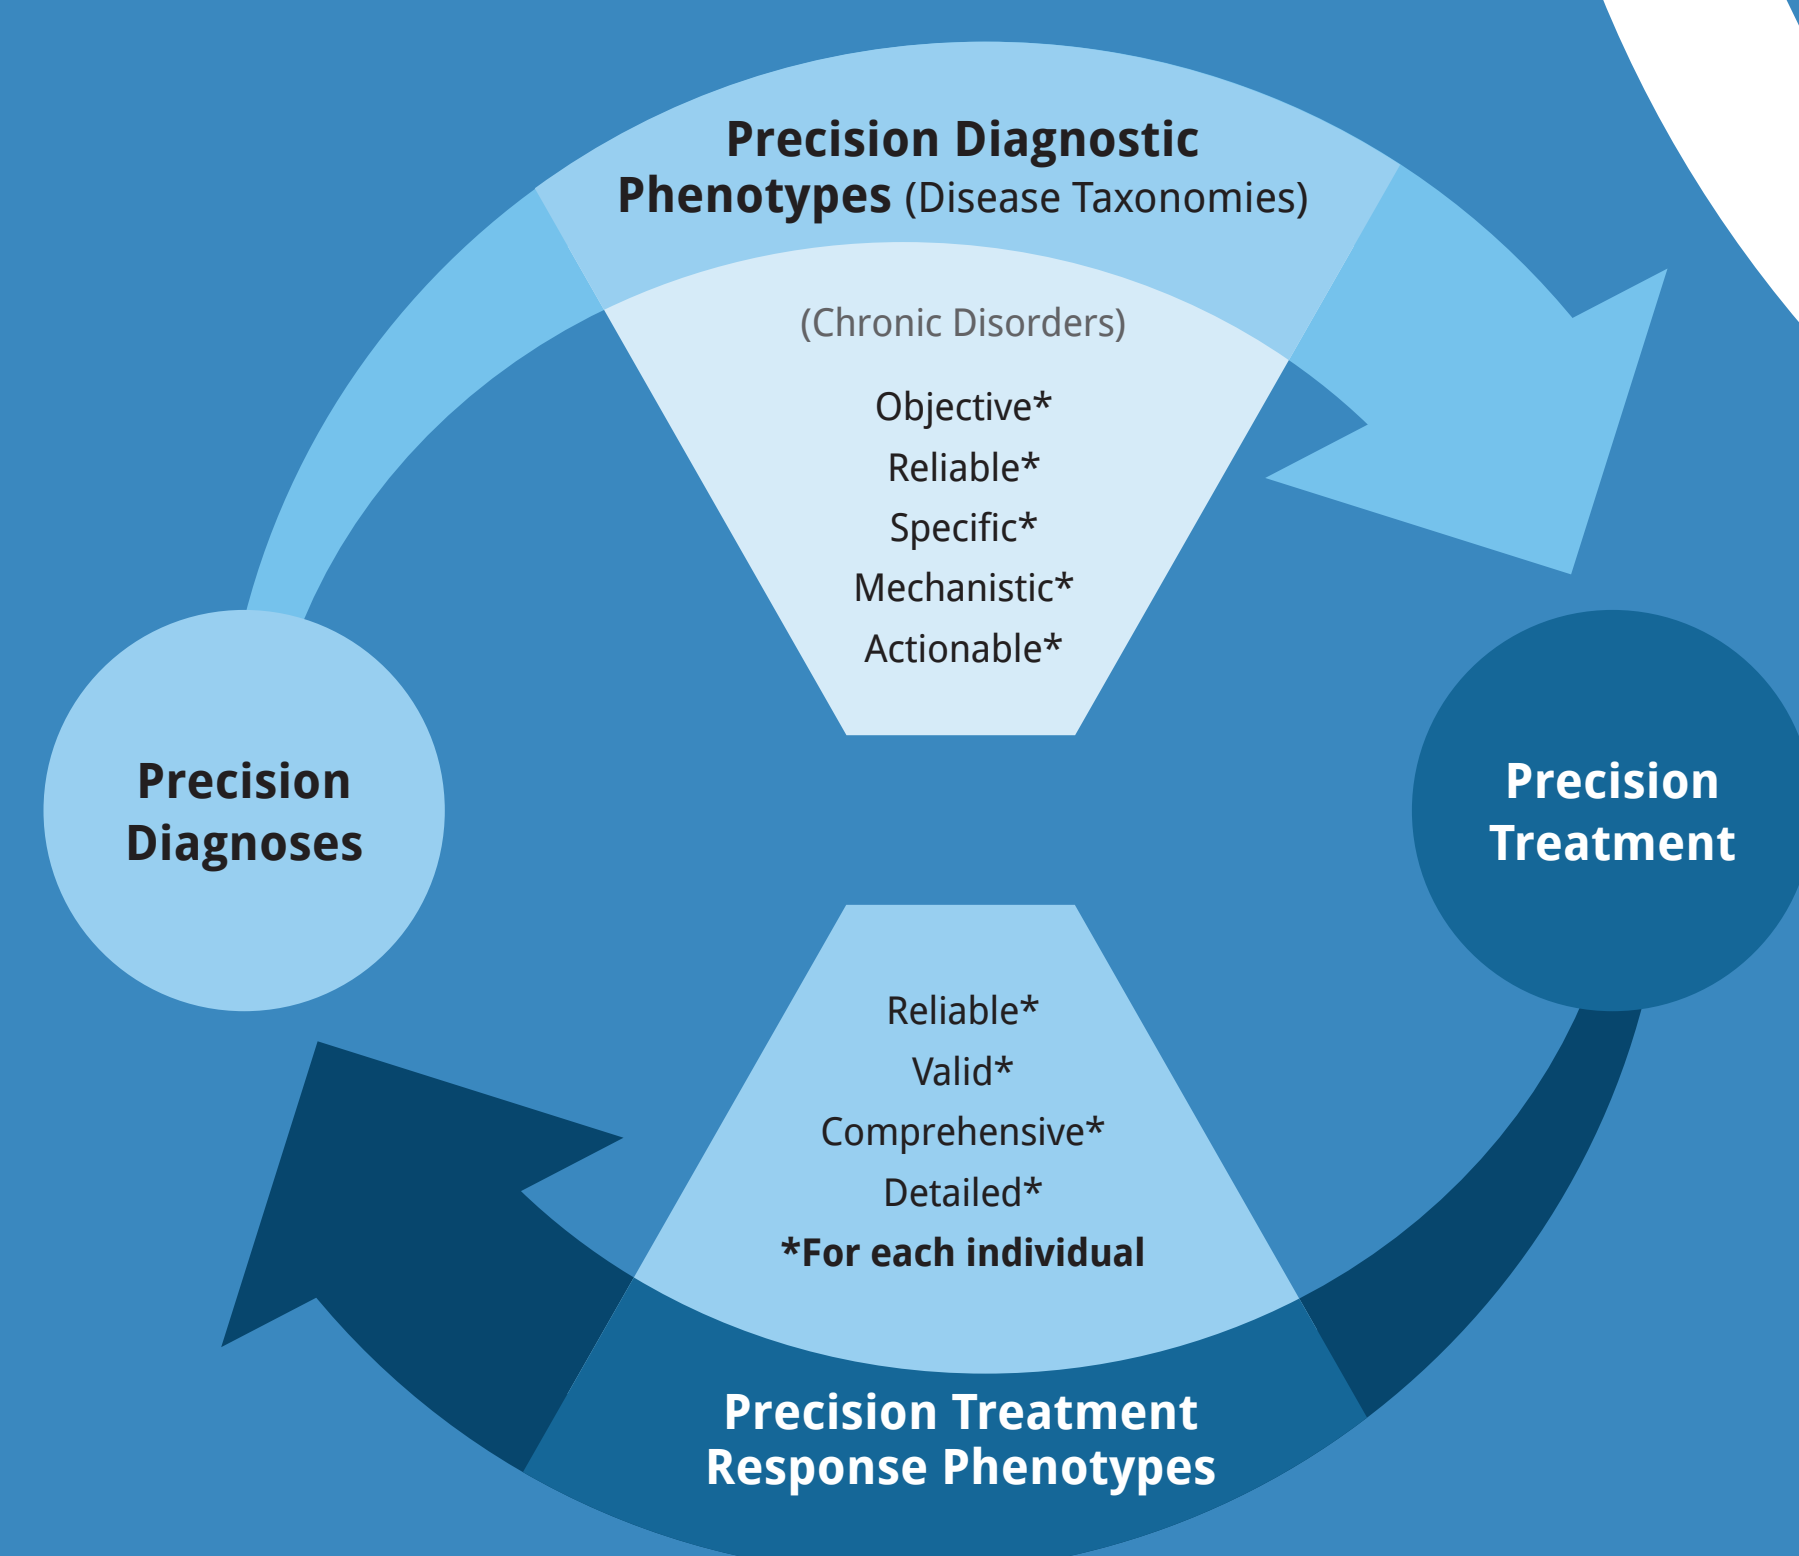 Precision Diagnostic
Phenotypes (Disease Taxonomies)
(Chronic Disorders)
Objective*
Reliable*
Specific*
Mechanistic*
Actionable*
Precision
Diagnoses
Precision
Treatment
Reliable*
Valid*
Comprehensive*
Detailed*
*For each individual
Precision Treatment
Response Phenotypes